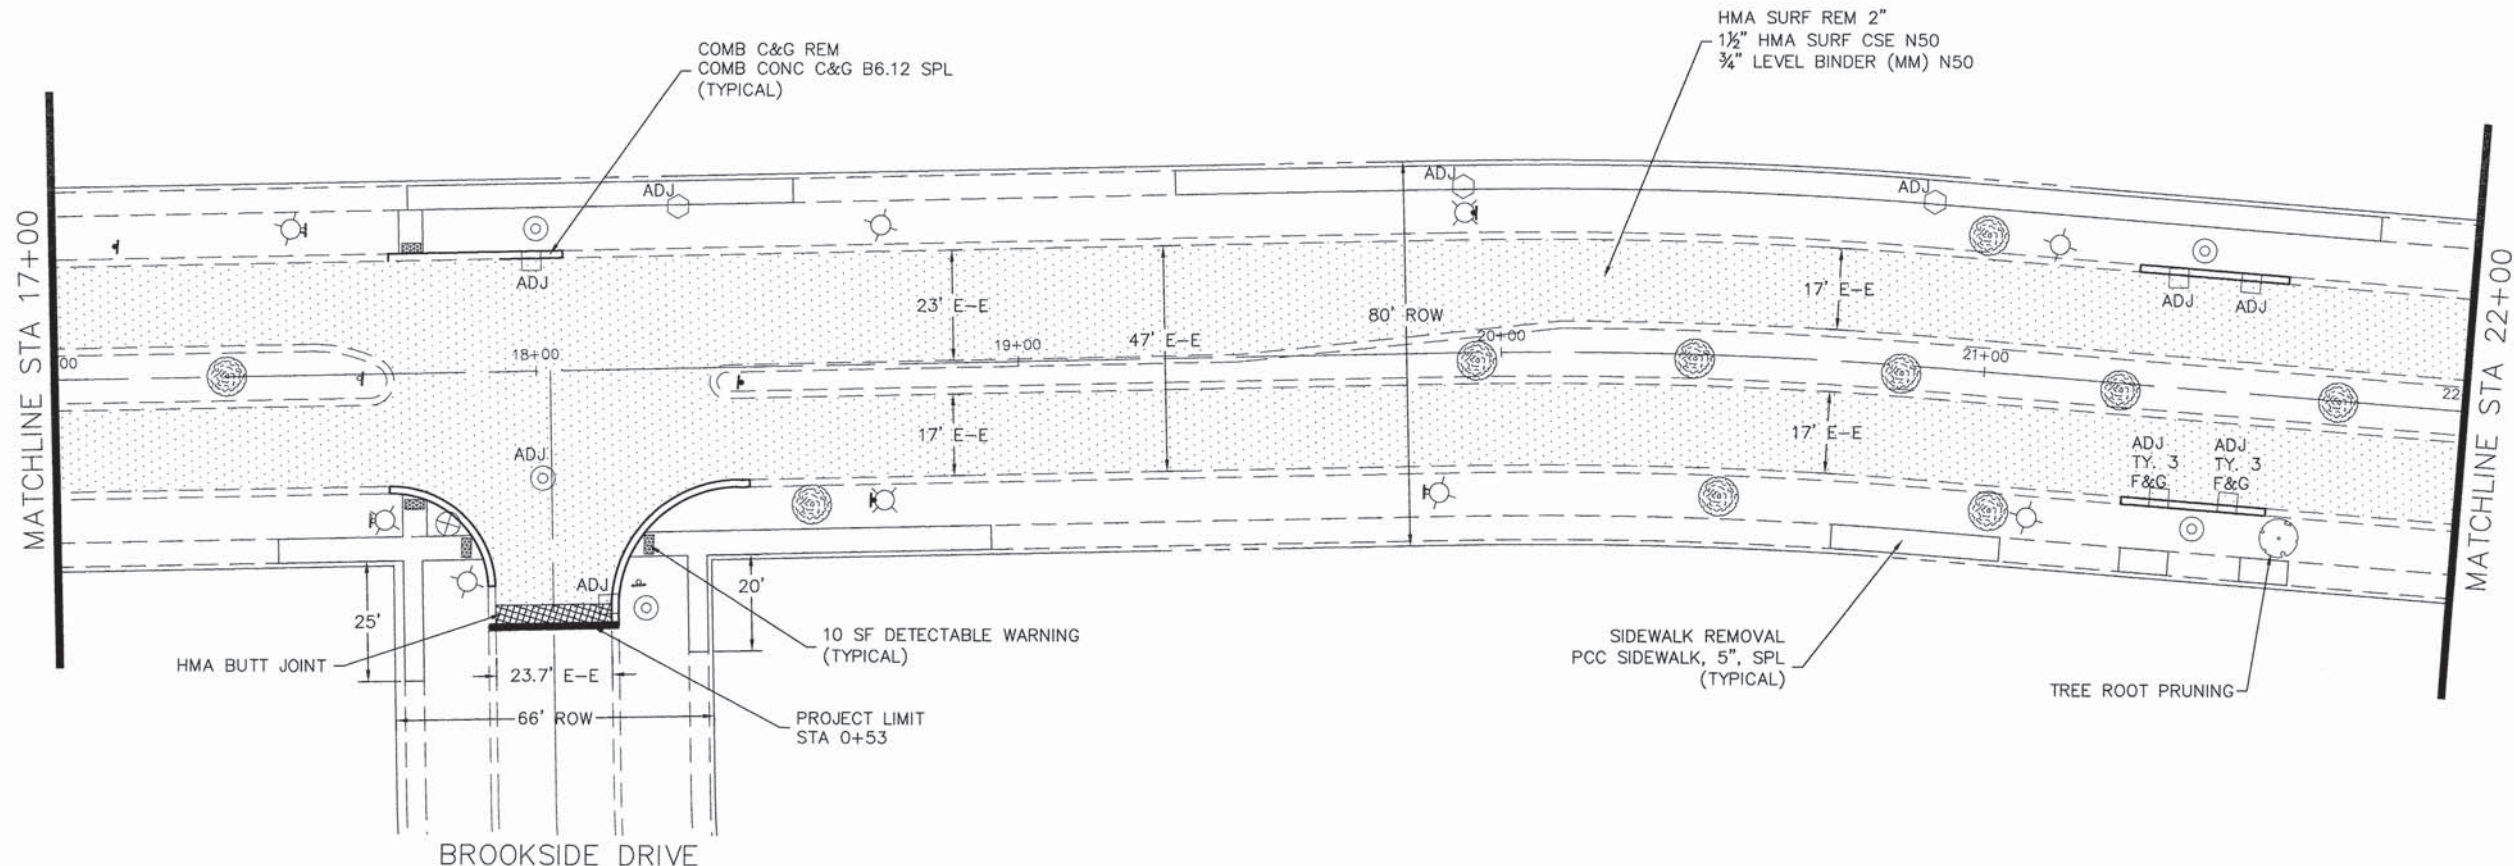 HMA SURF REM 2"
1½" HMA SURF CSE N50
¾" LEVEL BINDER (MM) N50
COMB C&G REM
COMB CONC C&G B6.12 SPL
(TYPICAL)
MATCHLINE STA 17+00
MATCHLINE STA 22+00
ADJ
ADJ
ADJ
ADJ
23' E-E
17' E-E
ADJ
ADJ
80' ROW
47' E-E
00
18+00
19+00
20+00
21+00
22
17' E-E
17' E-E
ADJ
TY. 3
F&G
ADJ
TY. 3
F&G
ADJ
ADJ
20'
25'
10 SF DETECTABLE WARNING
(TYPICAL)
HMA BUTT JOINT
23.7' E-E
66' ROW
PROJECT LIMIT
STA 0+53
SIDEWALK REMOVAL
PCC SIDEWALK, 5", SPL
(TYPICAL)
TREE ROOT PRUNING
BROOKSIDE DRIVE